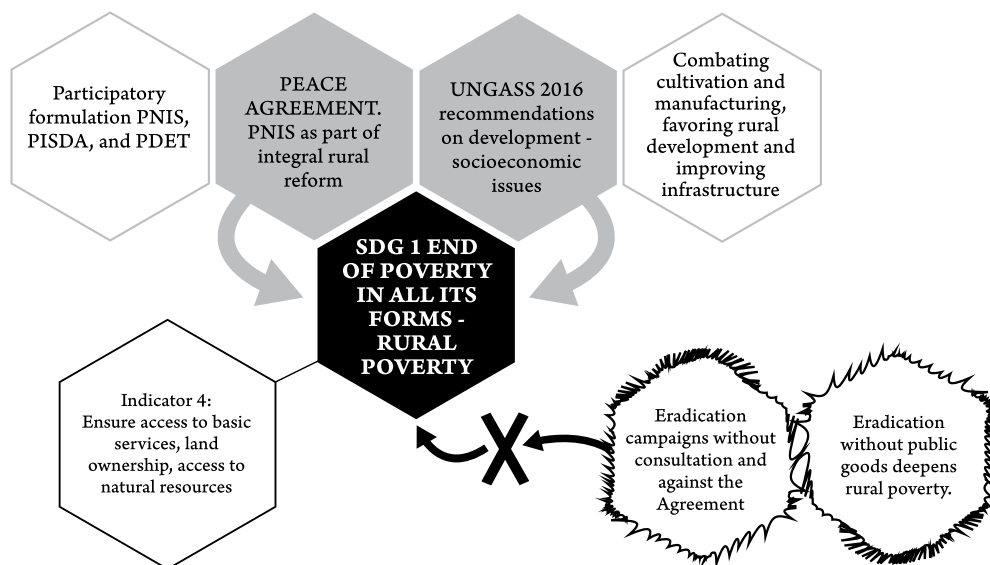 Participatory
formulation PNIS,
PISDA, and PDET
PEACE
AGREEMENT.
PNIS as part of
integral rural
reform
UNGASS 2016
recommendations
on development -
socioeconomic
issues
Combating
cultivation and
manufacturing,
favoring rural
development and
improving
infrastructure
SDG 1 END
OF POVERTY
IN ALL ITS
FORMS -
RURAL
POVERTY
Indicator 4:
Ensure access to basic
services, land
ownership, access to
natural resources
X
Eradication
campaigns without
consultation and
against the
Agreement
Eradication
without public
goods deepens
rural poverty.